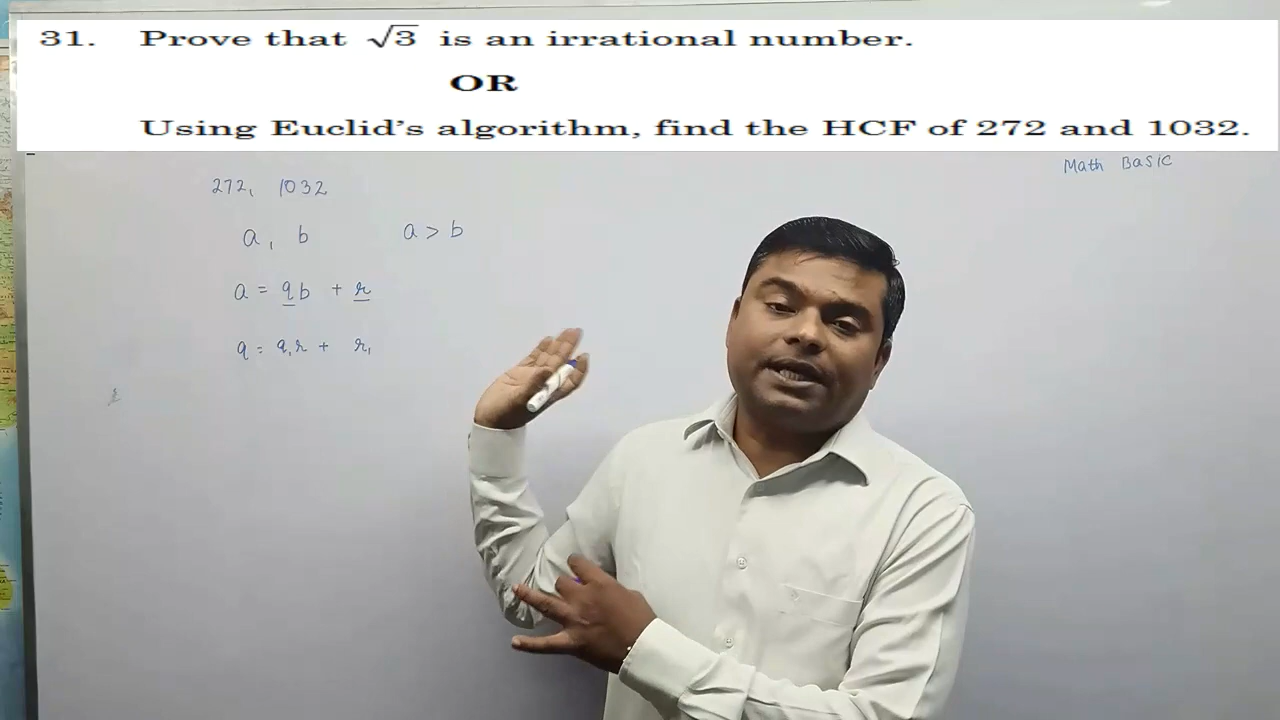 31. Prove that √3 is an irrational number.
OR
Using Euclid's algorithm, find the HCF of 272 and 1032.
Math Basic
272, 1032
a, b a > b
a = qb + r
q = q₁r + r₁